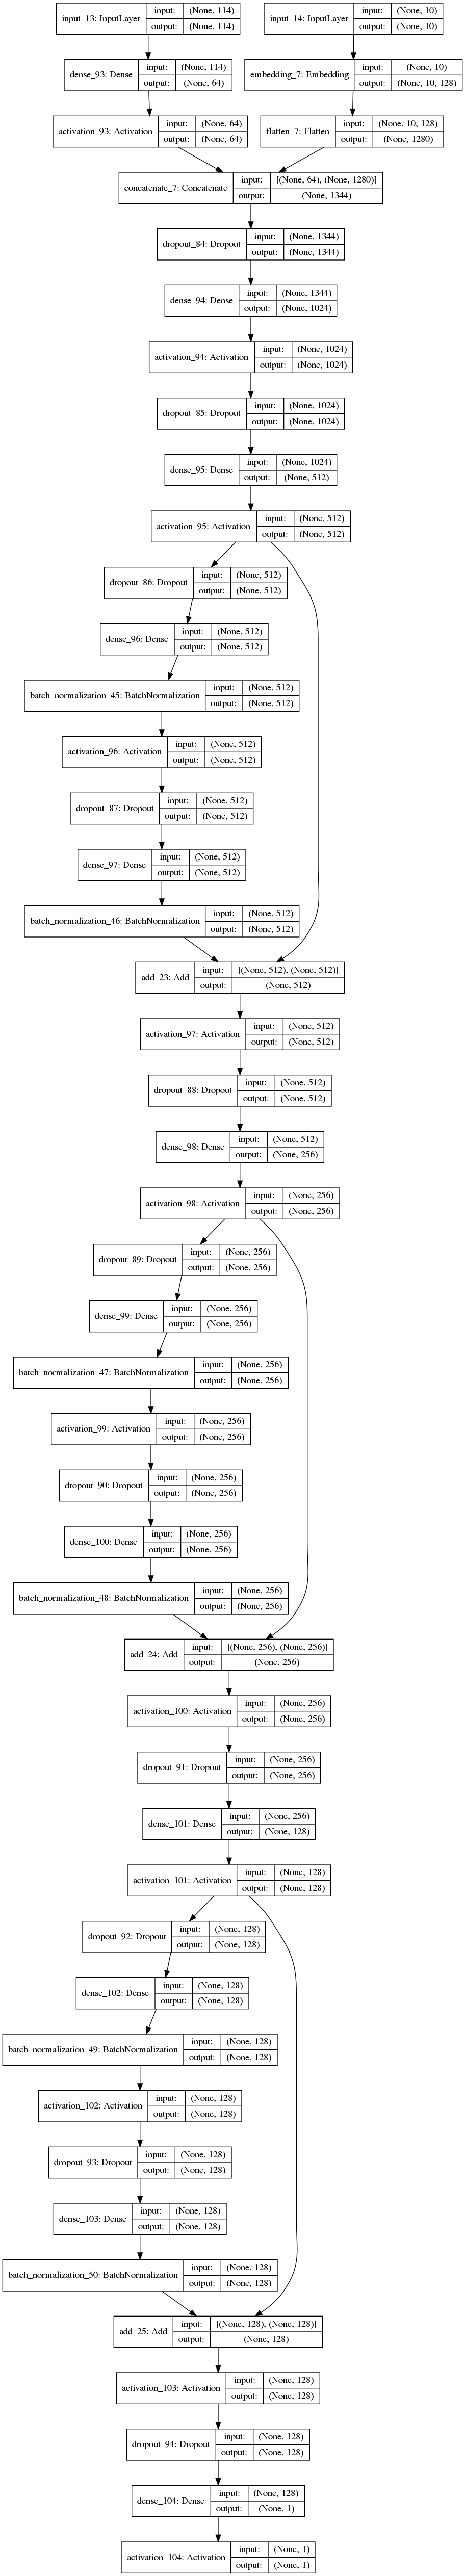 input_13: InputLayer input: (None, 114)
output: (None, 114)
input_14: InputLayer input: (None, 10)
output: (None, 10)
dense_93: Dense input: (None, 114)
output: (None, 64)
embedding_7: Embedding input: (None, 10)
output: (None, 10, 128)
activation_93: Activation input: (None, 64)
output: (None, 64)
flatten_7: Flatten input: (None, 10, 128)
output: (None, 1280)
concatenate_7: Concatenate input: [(None, 64), (None, 1280)]
output: (None, 1344)
dropout_84: Dropout input: (None, 1344)
output: (None, 1344)
dense_94: Dense input: (None, 1344)
output: (None, 1024)
activation_94: Activation input: (None, 1024)
output: (None, 1024)
dropout_85: Dropout input: (None, 1024)
output: (None, 1024)
dense_95: Dense input: (None, 1024)
output: (None, 512)
activation_95: Activation input: (None, 512)
output: (None, 512)
dropout_86: Dropout input: (None, 512)
output: (None, 512)
dense_96: Dense input: (None, 512)
output: (None, 512)
batch_normalization_45: BatchNormalization input: (None, 512)
output: (None, 512)
activation_96: Activation input: (None, 512)
output: (None, 512)
dropout_87: Dropout input: (None, 512)
output: (None, 512)
dense_97: Dense input: (None, 512)
output: (None, 512)
batch_normalization_46: BatchNormalization input: (None, 512)
output: (None, 512)
add_23: Add input: [(None, 512), (None, 512)]
output: (None, 512)
activation_97: Activation input: (None, 512)
output: (None, 512)
dropout_88: Dropout input: (None, 512)
output: (None, 512)
dense_98: Dense input: (None, 512)
output: (None, 256)
activation_98: Activation input: (None, 256)
output: (None, 256)
dropout_89: Dropout input: (None, 256)
output: (None, 256)
dense_99: Dense input: (None, 256)
output: (None, 256)
batch_normalization_47: BatchNormalization input: (None, 256)
output: (None, 256)
activation_99: Activation input: (None, 256)
output: (None, 256)
dropout_90: Dropout input: (None, 256)
output: (None, 256)
dense_100: Dense input: (None, 256)
output: (None, 256)
batch_normalization_48: BatchNormalization input: (None, 256)
output: (None, 256)
add_24: Add input: [(None, 256), (None, 256)]
output: (None, 256)
activation_100: Activation input: (None, 256)
output: (None, 256)
dropout_91: Dropout input: (None, 256)
output: (None, 256)
dense_101: Dense input: (None, 256)
output: (None, 128)
activation_101: Activation input: (None, 128)
output: (None, 128)
dropout_92: Dropout input: (None, 128)
output: (None, 128)
dense_102: Dense input: (None, 128)
output: (None, 128)
batch_normalization_49: BatchNormalization input: (None, 128)
output: (None, 128)
activation_102: Activation input: (None, 128)
output: (None, 128)
dropout_93: Dropout input: (None, 128)
output: (None, 128)
dense_103: Dense input: (None, 128)
output: (None, 128)
batch_normalization_50: BatchNormalization input: (None, 128)
output: (None, 128)
add_25: Add input: [(None, 128), (None, 128)]
output: (None, 128)
activation_103: Activation input: (None, 128)
output: (None, 128)
dropout_94: Dropout input: (None, 128)
output: (None, 128)
dense_104: Dense input: (None, 128)
output: (None, 1)
activation_104: Activation input: (None, 1)
output: (None, 1)